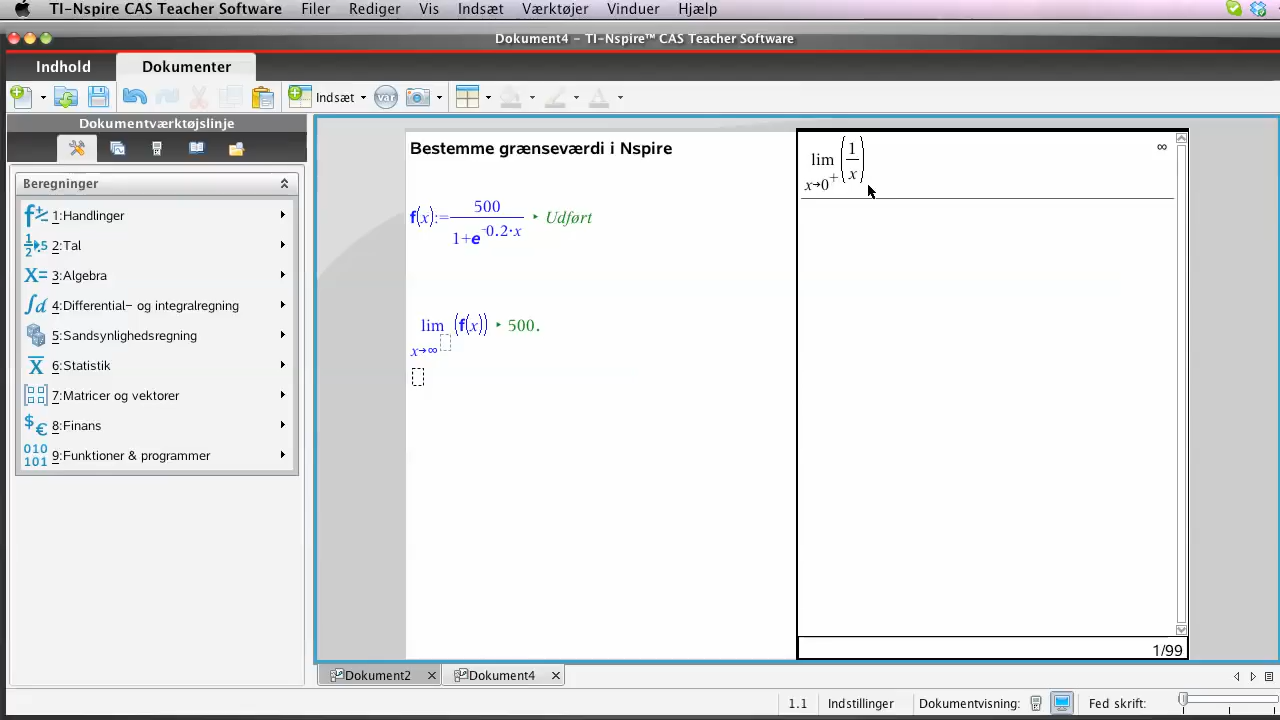 TI-Nspire CAS Teacher Software Filer Rediger Vis Indsæt Værktøjer Vinduer Hjælp
Dokument4 – TI-Nspire™ CAS Teacher Software
Indhold Dokumenter
Indsæt var
Dokumentværktøjslinje
Beregninger
1:Handlinger
2:Tal
3:Algebra
4:Differential– og integralregning
5:Sandsynlighedsregning
6:Statistik
7:Matricer og vektorer
8:Finans
9:Funktioner & programmer
Bestemme grænseværdi i Nspire
f(x):=500/(1+e^(-0.2·x)) ▸ Udført
lim x→∞ (f(x)) ▸ 500.
lim x→0+ (1/x) ∞
1/99
Dokument2 Dokument4
1.1 Indstillinger Dokumentvisning: Fed skrift: